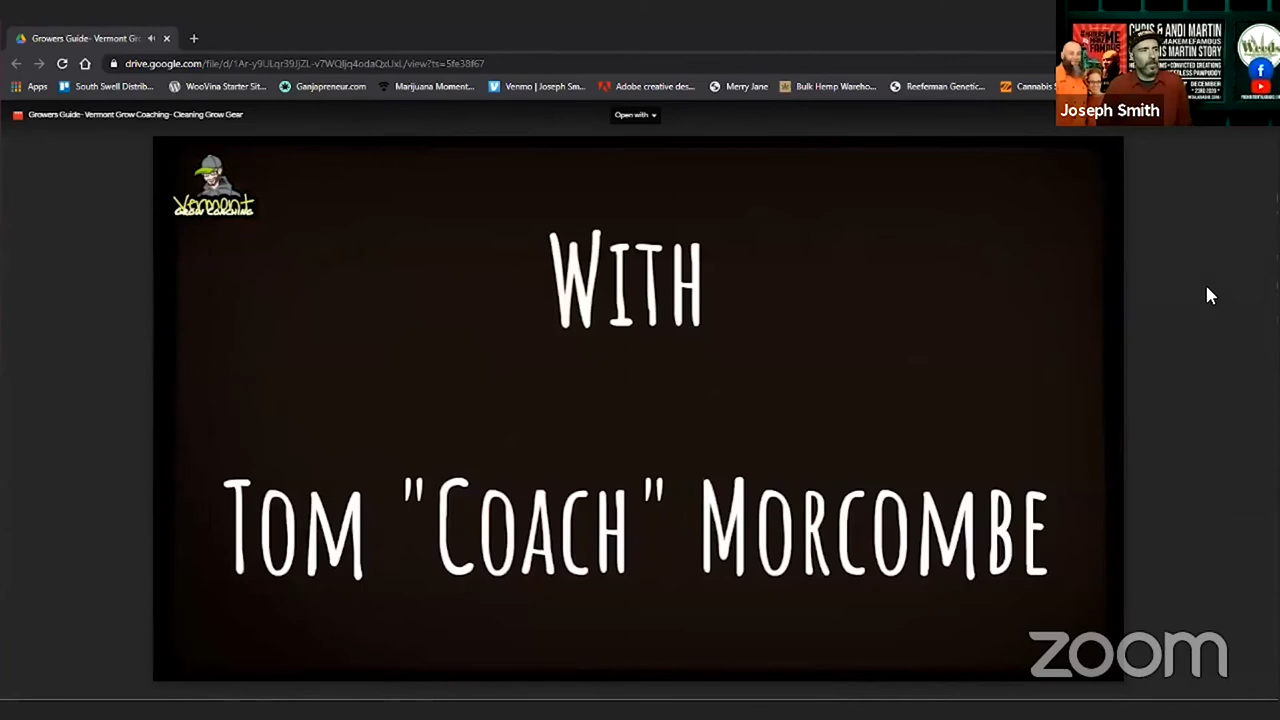 Growers Guide- Vermont Gr
drive.google.com/file/d/1Ar-y9ULqr39JJZL-v7WQljq4odaQxUxL/view?ts=5fe38f67
Apps South Swell Distrib... WooVina Starter Sit... Ganjapreneur.com Marijuana Moment... Venmo | Joseph Sm... Adobe creative des... Merry Jane Bulk Hemp Wareho... Reeferman Genetic... Cannabis
Growers Guide- Vermont Grow Coaching- Cleaning Grow Gear
Open with
CHRIS & ANDI MARTIN
Joseph Smith
Vermont
GROW COACHING
WITH
TOM "COACH" MORCOMBE
zoom